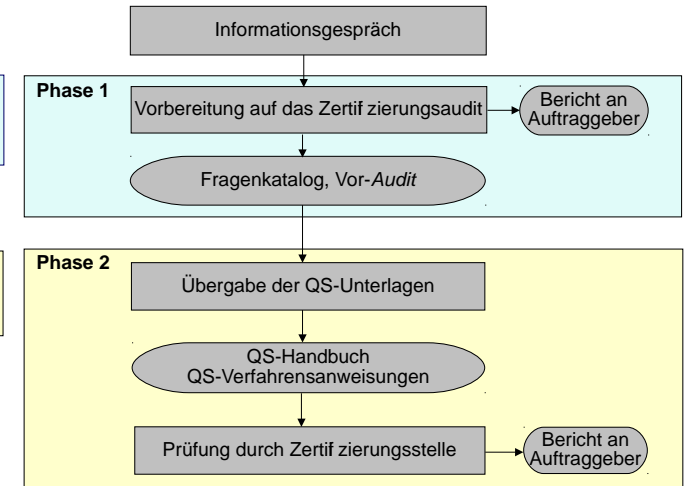 Informationsgespräch
Phase 1
Vorbereitung auf das Zertif zierungsaudit
Bericht an
Auftraggeber
Fragenkatalog, Vor-Audit
Phase 2
Übergabe der QS-Unterlagen
QS-Handbuch
QS-Verfahrensanweisungen
Prüfung durch Zertif zierungsstelle
Bericht an
Auftraggeber